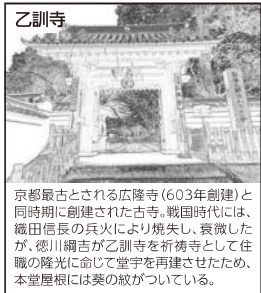 乙訓寺
京都最古とされる広隆寺(603年創建)と
同時期に創建された古寺。戦国時代には、
織田信長の兵火により焼失し、衰微した
が、徳川綱吉が乙訓寺を祈祷寺として住
職の隆光に命じて堂宇を再建させたため、
本堂屋根には葵の紋がついている。